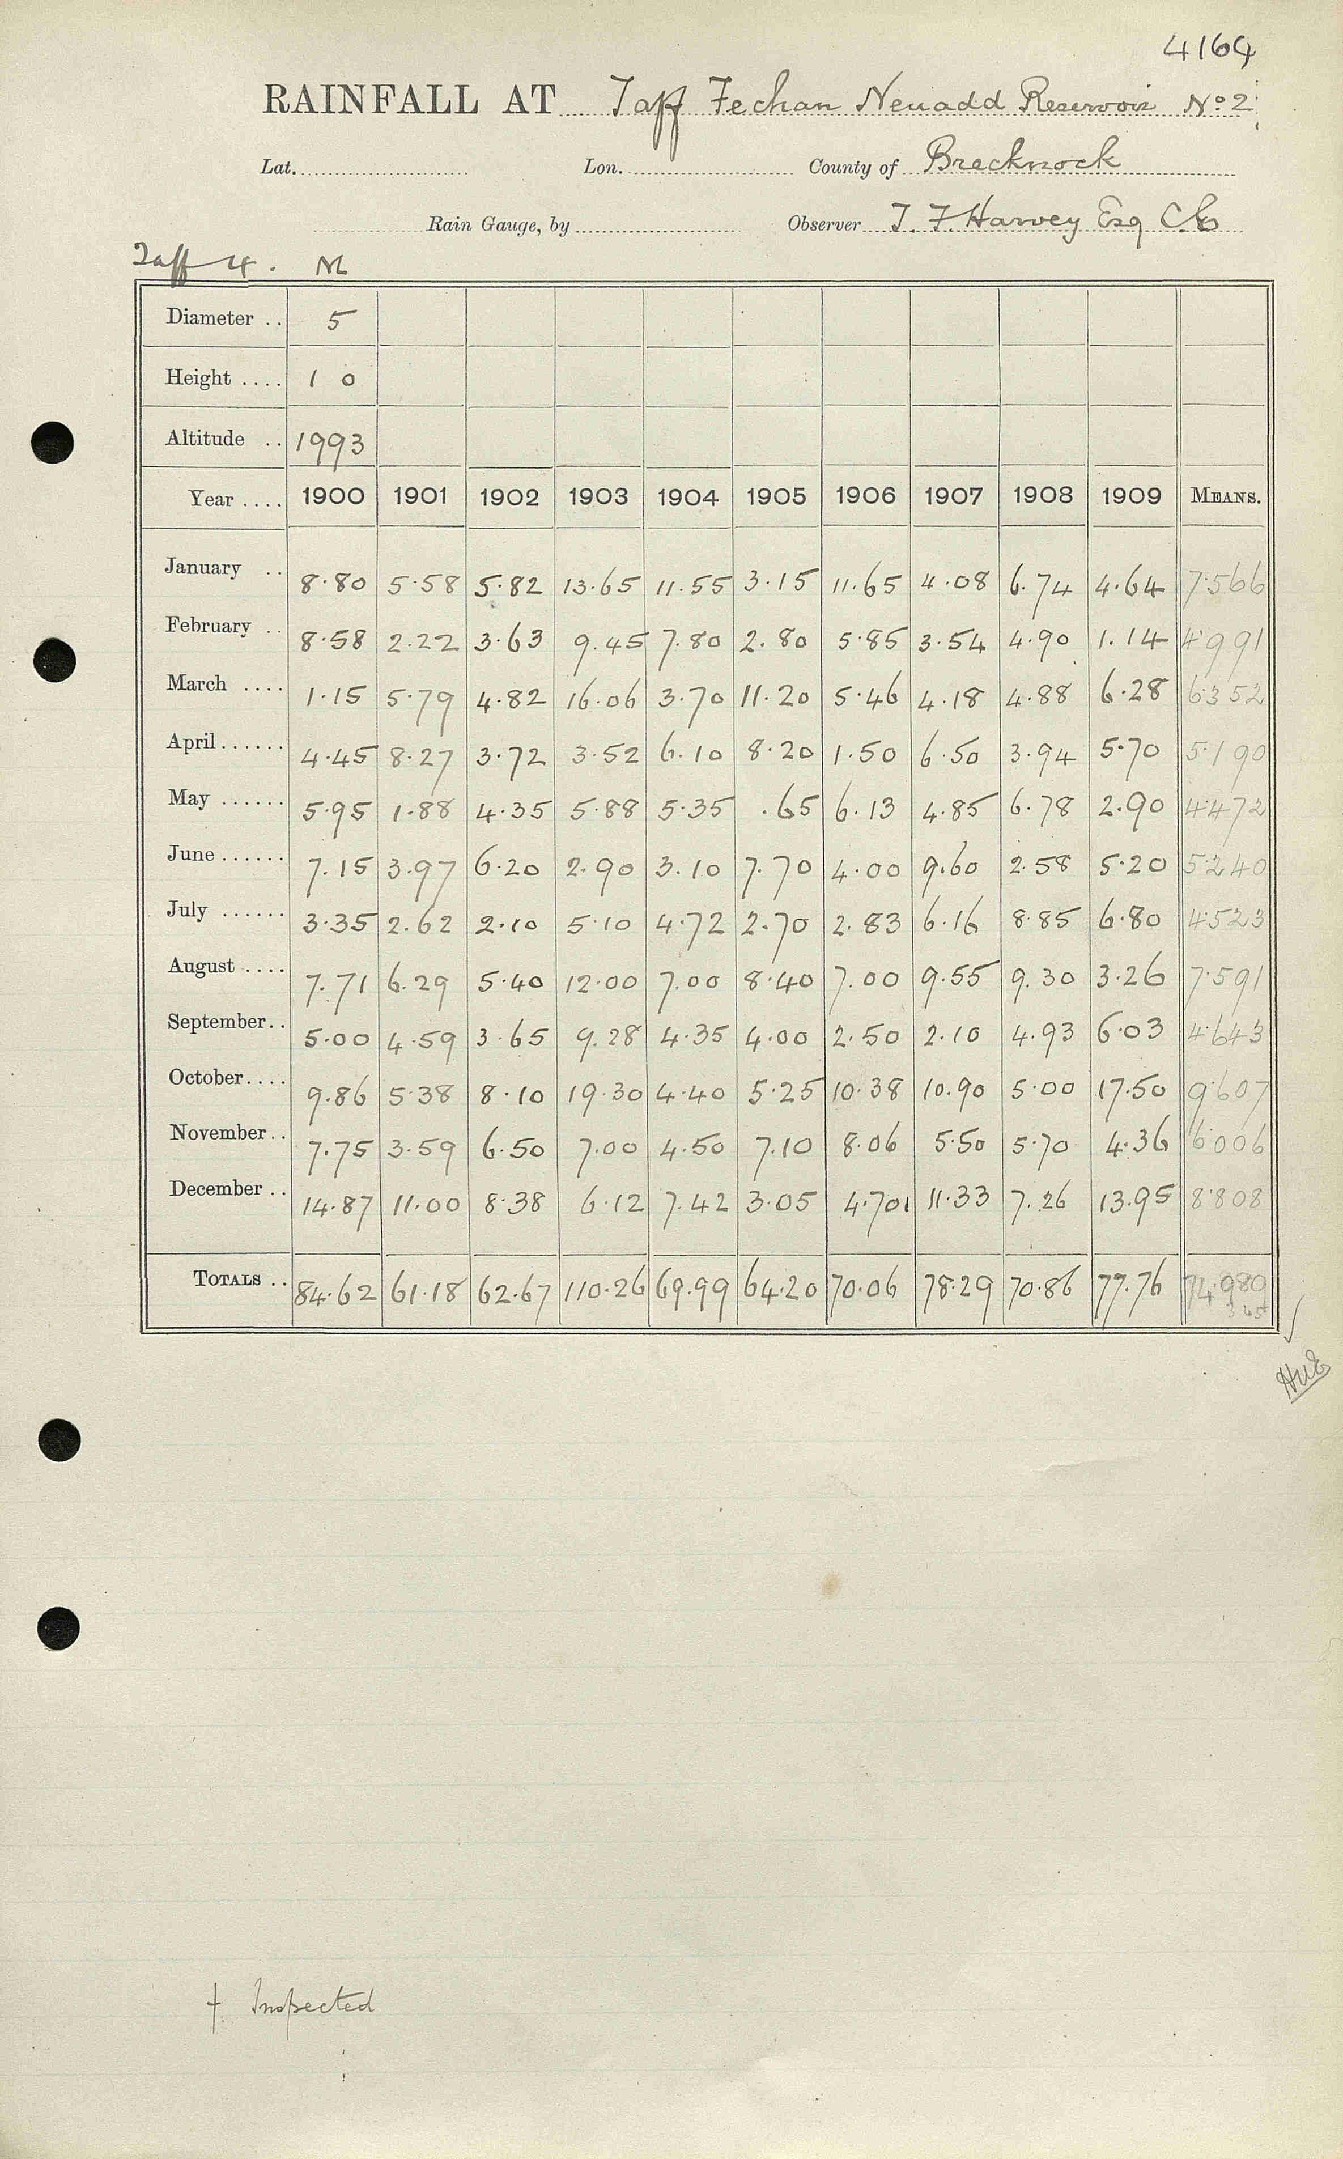 4164
RAINFALL AT Taff Fechan Neuadd Reservoir No 2
Lat. Lon. County of Brecknock
Rain Gauge, by Observer T. F. Harvey Esq C.E
Taff 4. M
Diameter .. 5
Height .... 1 0
Altitude .. 1993
Year .... 1900 1901 1902 1903 1904 1905 1906 1907 1908 1909 MEANS.
January .. 8.80 5.58 5.82 13.65 11.55 3.15 11.65 4.08 6.74 4.64 7.566
February .. 8.58 2.22 3.63 9.45 7.80 2.80 5.85 3.54 4.90 1.14 4.991
March .... 1.15 5.79 4.82 16.06 3.70 11.20 5.46 4.18 4.88 6.28 6.352
April...... 4.45 8.27 3.72 3.52 6.10 8.20 1.50 6.50 3.94 5.70 5.190
May ...... 5.95 1.88 4.35 5.88 5.35 .65 6.13 4.85 6.78 2.90 4.472
June...... 7.15 3.97 6.20 2.90 3.10 7.70 4.00 9.60 2.58 5.20 5.240
July ...... 3.35 2.62 2.10 5.10 4.72 2.70 2.83 6.16 8.85 6.80 4.523
August .... 7.71 6.29 5.40 12.00 7.00 8.40 7.00 9.55 9.30 3.26 7.591
September.. 5.00 4.59 3.65 9.28 4.35 4.00 2.50 2.10 4.93 6.03 4.643
October.... 9.86 5.38 8.10 19.30 4.40 5.25 10.38 10.90 5.00 17.50 9.607
November.. 7.75 3.59 6.50 7.00 4.50 7.10 8.06 5.50 5.70 4.36 6.006
December .. 14.87 11.00 8.38 6.12 7.42 3.05 4.70 11.33 7.26 13.95 8.808
TOTALS .. 84.62 61.18 62.67 110.26 69.99 64.20 70.06 78.29 70.86 77.76 74.980
Inspected